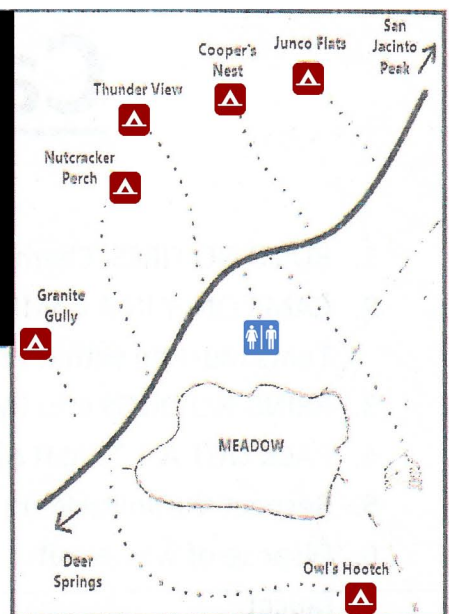 San
Jacinto
Peak
Junco Flats
Cooper's
Nest
Thunder View
Nutcracker
Perch
Granite
Gully
MEADOW
Deer
Springs
Owl's Hootch